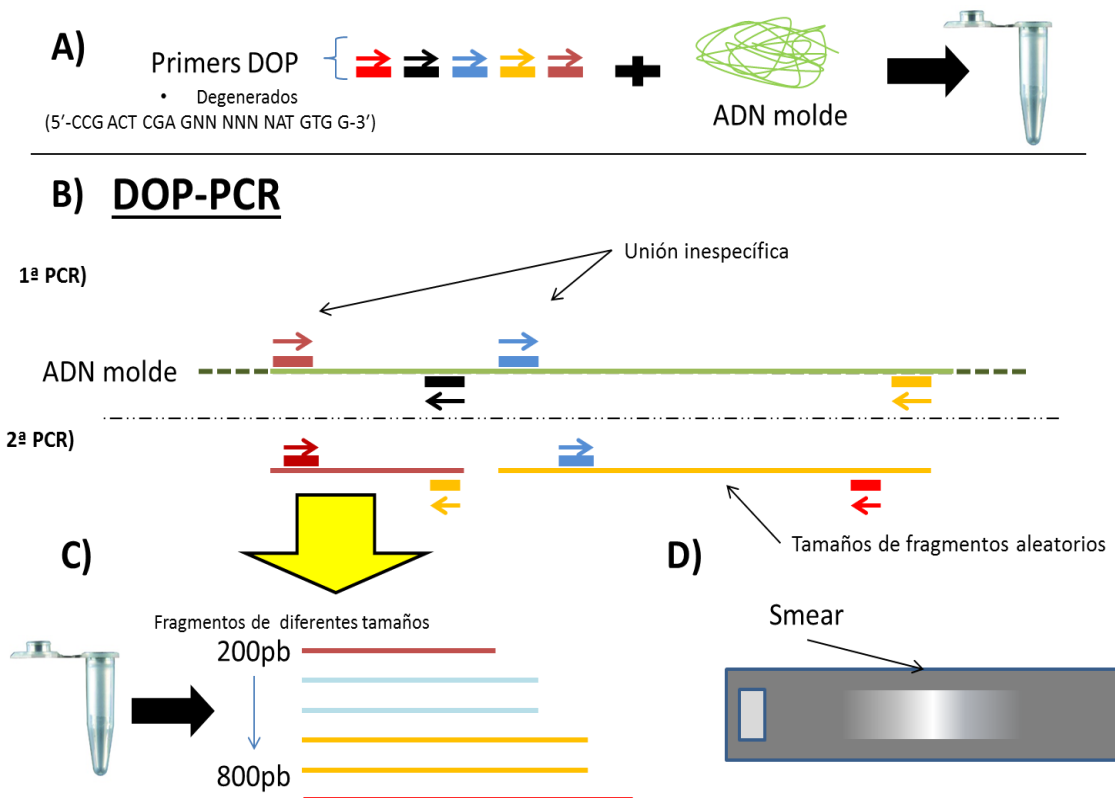 A)
Primers DOP
• Degenerados
(5’-CCG ACT CGA GNN NNN NAT GTG G-3’)
ADN molde
B) DOP-PCR
Unión inespecífica
1ª PCR)
ADN molde
2ª PCR)
Tamaños de fragmentos aleatorios
C)
D)
Fragmentos de diferentes tamaños
Smear
200pb
800pb